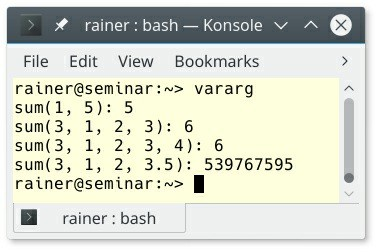 rainer : bash — Konsole
File Edit View Bookmarks
rainer@seminar:~> vararg
sum(1, 5): 5
sum(3, 1, 2, 3): 6
sum(3, 1, 2, 3, 4): 6
sum(3, 1, 2, 3.5): 539767595
rainer@seminar:~>
rainer : bash